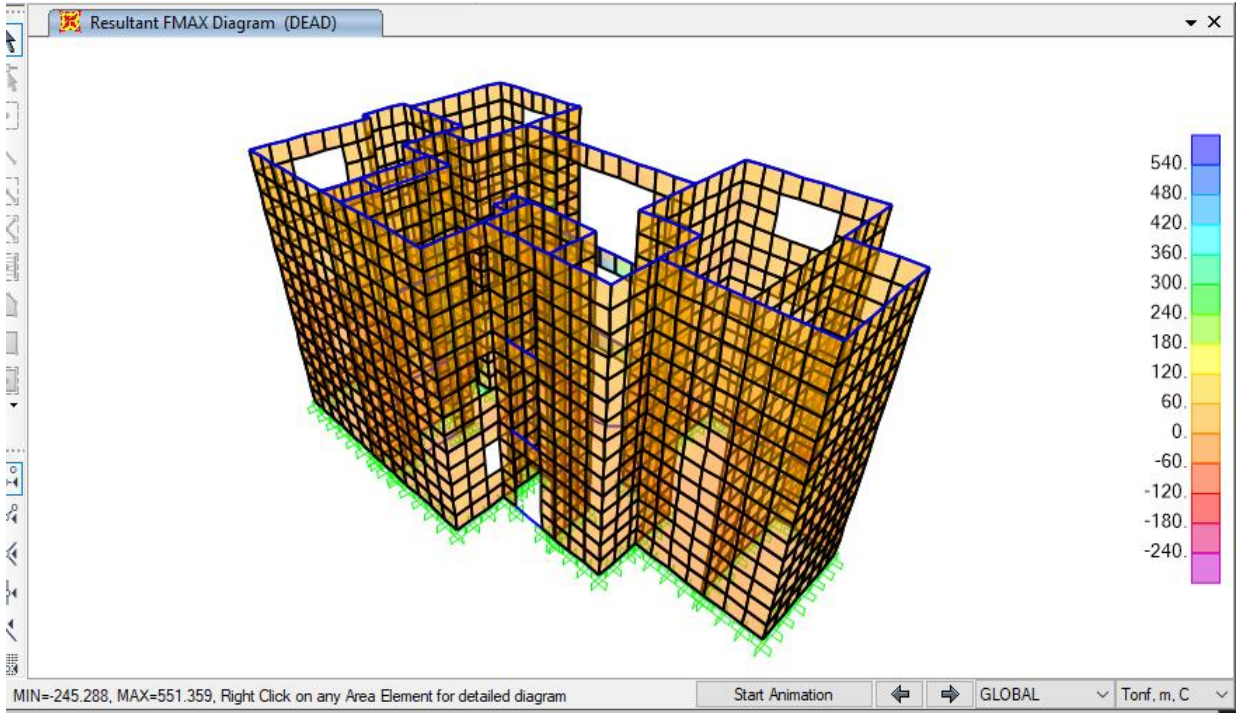 Resultant FMAX Diagram (DEAD)
540.
480.
420.
360.
300.
240.
180.
120.
60.
0.
-60.
-120.
-180.
-240.
MIN=-245.288, MAX=551.359, Right Click on any Area Element for detailed diagram
Start Animation
GLOBAL
Tonf, m, C